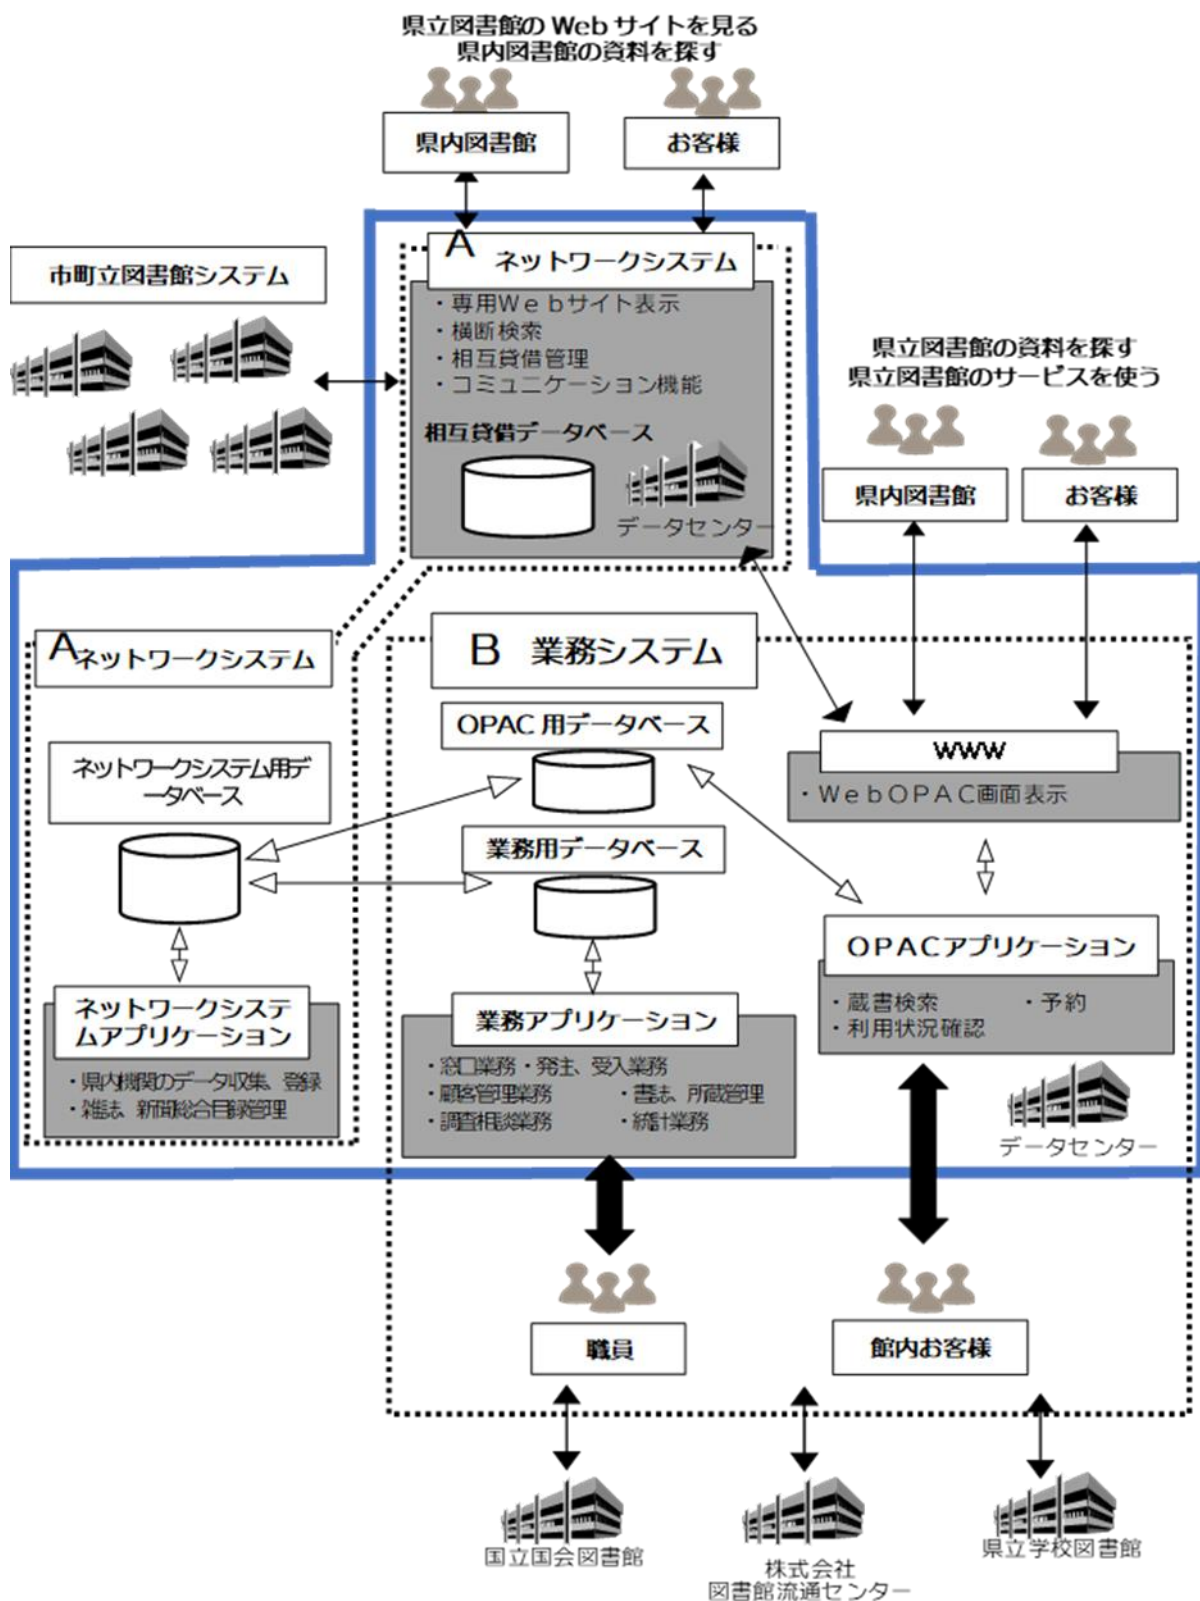 県立図書館の Web サイトを見る
県内図書館の資料を探す
県内図書館
お客様
A ネットワークシステム
・専用Ｗｅｂサイト表示
・横断検索
・相互貸借管理
・コミュニケーション機能
相互貸借データベース
データセンター
市町立図書館システム
県立図書館の資料を探す
県立図書館のサービスを使う
県内図書館
お客様
A ネットワークシステム
ネットワークシステム用デ
ータベース
ネットワークシステ
ムアプリケーション
・県内機関のデータ収集、登録
・雑誌、新聞総合目録管理
B 業務システム
OPAC 用データベース
業務用データベース
業務アプリケーション
・窓口業務 ・発注、受入業務
・顧客管理業務 ・書誌、所蔵管理
・調査相談業務 ・統計業務
WWW
・ＷｅｂＯＰＡＣ画面表示
ＯＰＡＣアプリケーション
・蔵書検索 ・予約
・利用状況確認
データセンター
職員
館内お客様
国立国会図書館
株式会社
図書館流通センター
県立学校図書館